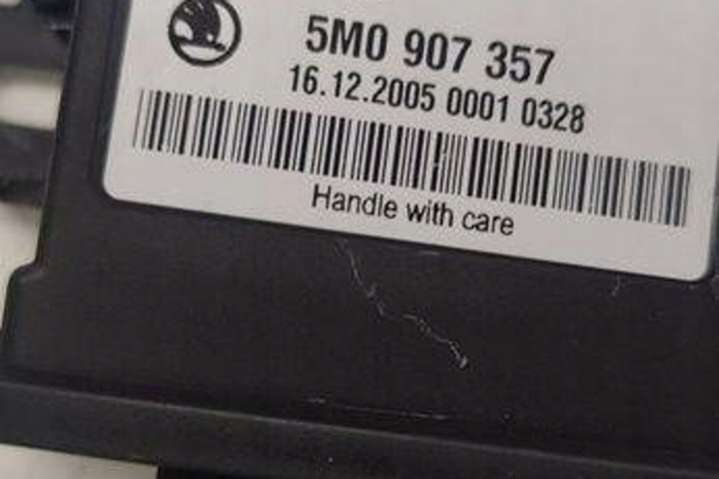 5M0 907 357
16.12.2005 0001 0328
Handle with care